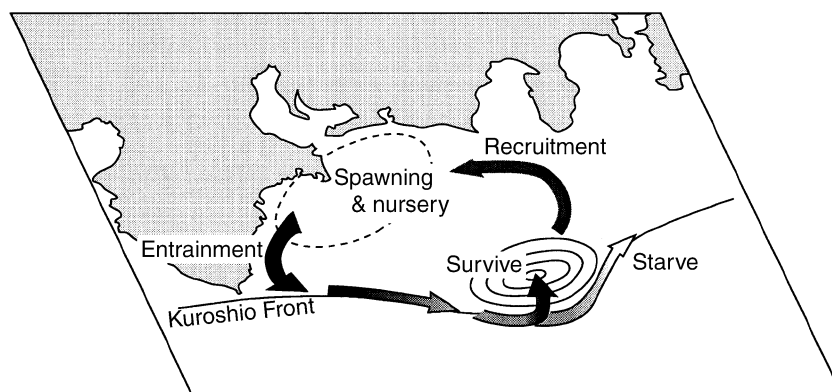 Recruitment
Spawning
& nursery
Entrainment
Survive
Starve
Kuroshio Front